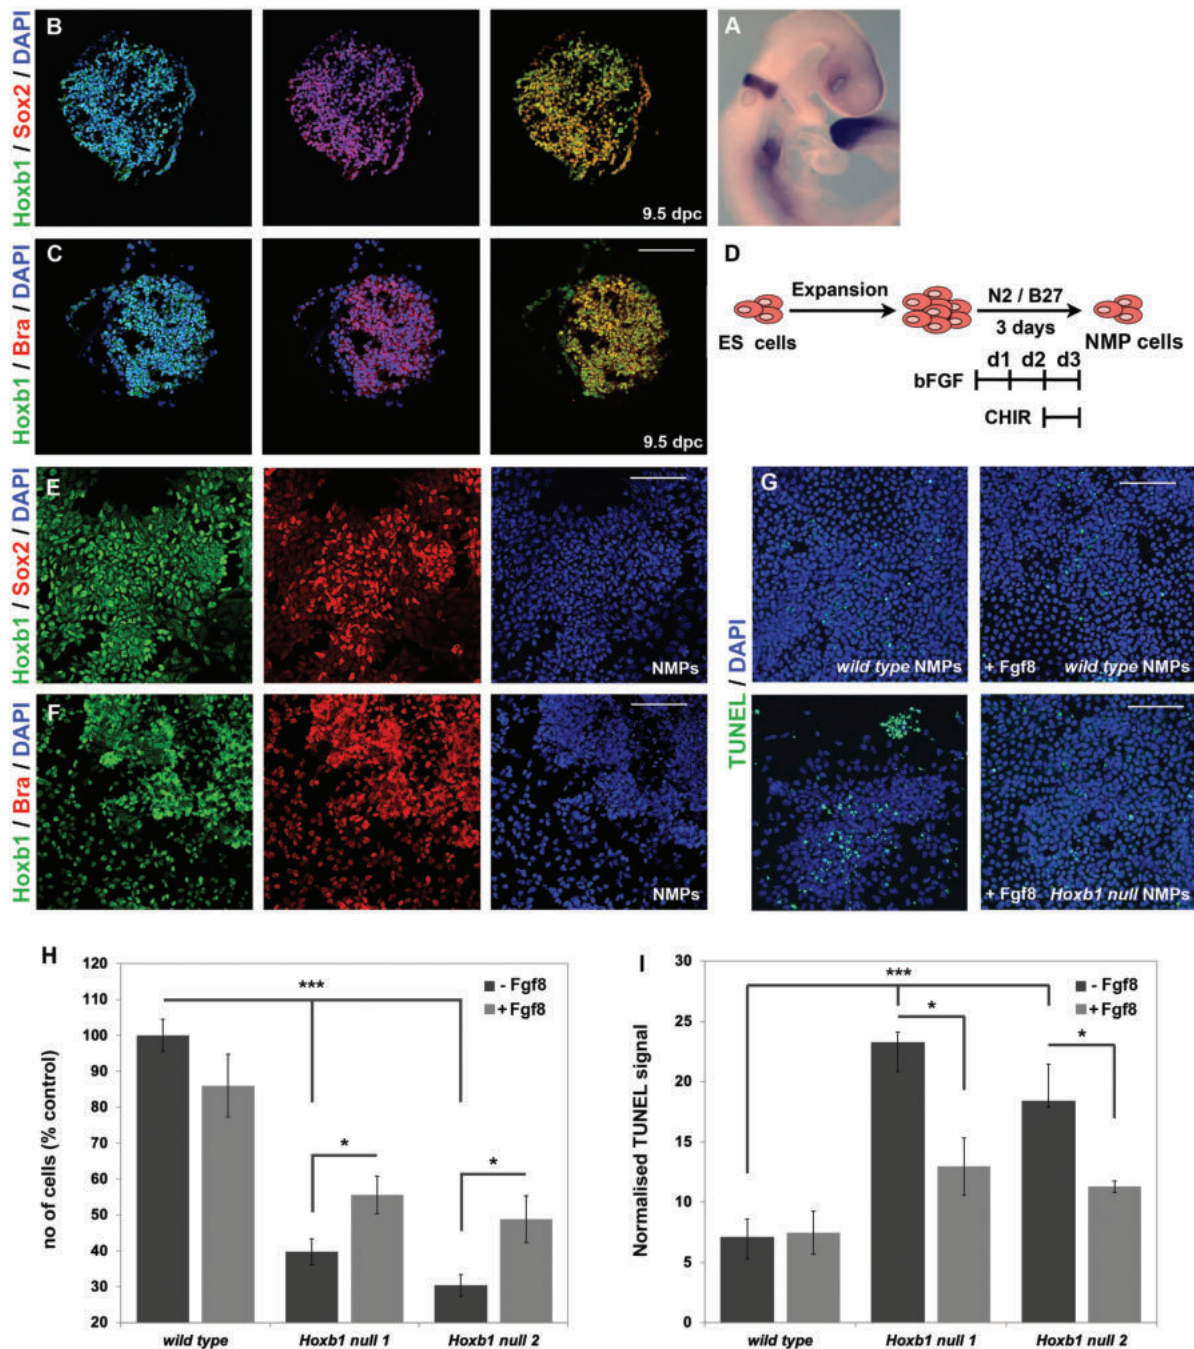 B
Hoxb1 / Sox2 / DAPI
9.5 dpc
A
C
Hoxb1 / Bra / DAPI
9.5 dpc
D
Expansion
N2 / B27
3 days
ES cells
NMP cells
d1 d2 d3
bFGF
CHIR
E
Hoxb1 / Sox2 / DAPI
NMPs
F
Hoxb1 / Bra / DAPI
NMPs
G
TUNEL / DAPI
wild type NMPs
+ Fgf8 wild type NMPs
+ Fgf8 Hoxb1 null NMPs
H
no of cells (% control)
120
110
100
90
80
70
60
50
40
30
20
***
*
*
- Fgf8
+ Fgf8
wild type Hoxb1 null 1 Hoxb1 null 2
I
Normalised TUNEL signal
30
25
20
15
10
5
0
***
*
*
- Fgf8
+ Fgf8
wild type Hoxb1 null 1 Hoxb1 null 2